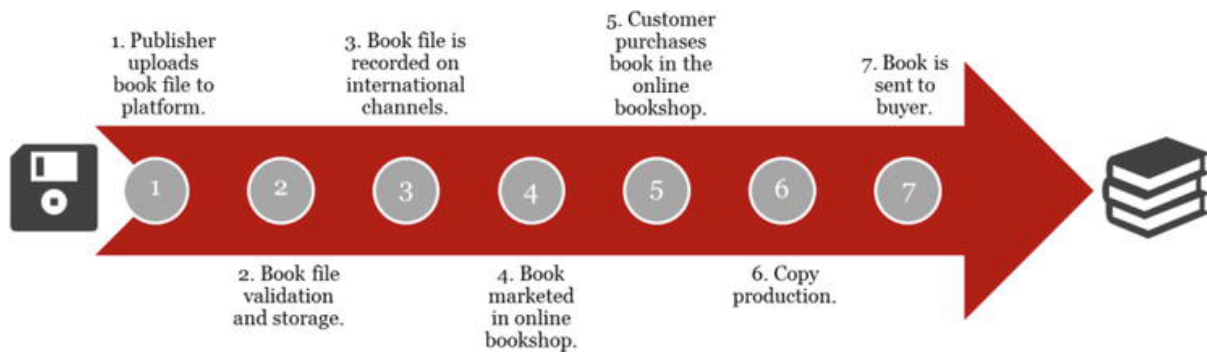 1. Publisher
uploads
book file to
platform.
3. Book file is
recorded on
international
channels.
5. Customer
purchases
book in the
online
bookshop.
7. Book is
sent to
buyer.
1
2
3
4
5
6
7
2. Book file
validation
and storage.
4. Book
marketed
in online
bookshop.
6. Copy
production.